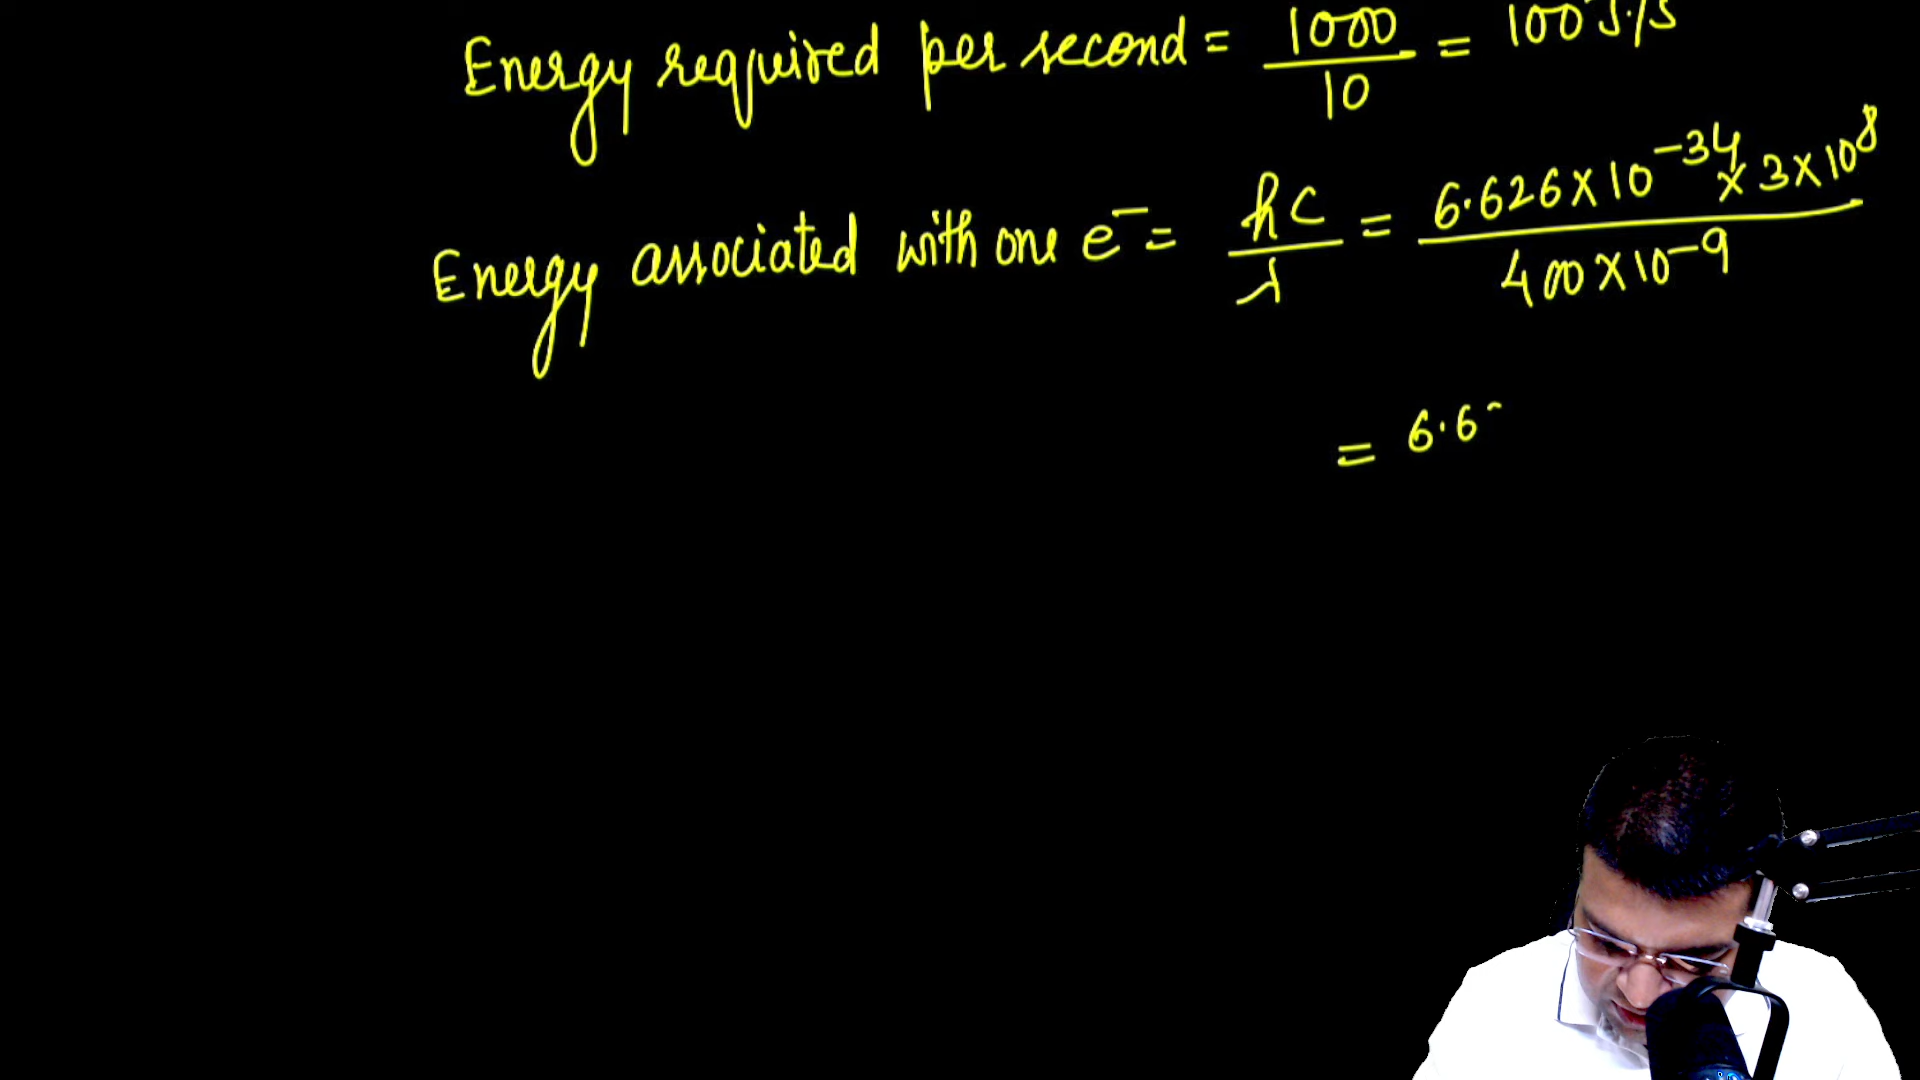 Energy required per second = 1000/10 = 100 J/s
Energy associated with one e⁻ = hc/λ = 6.626×10⁻³⁴×3×10⁸/400×10⁻⁹
= 6.6